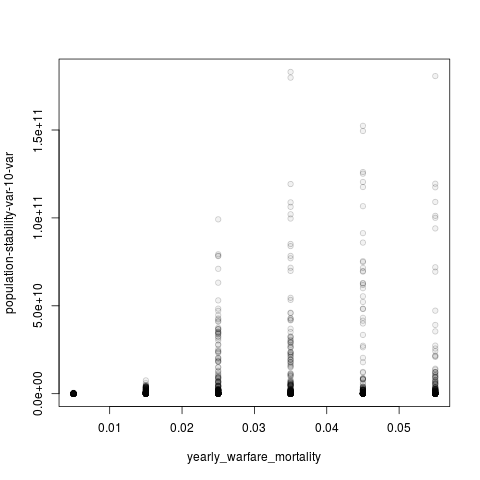 population-stability-var-10-var
1.5e+11
1.0e+11
5.0e+10
0.0e+00
0.01 0.02 0.03 0.04 0.05
yearly_warfare_mortality